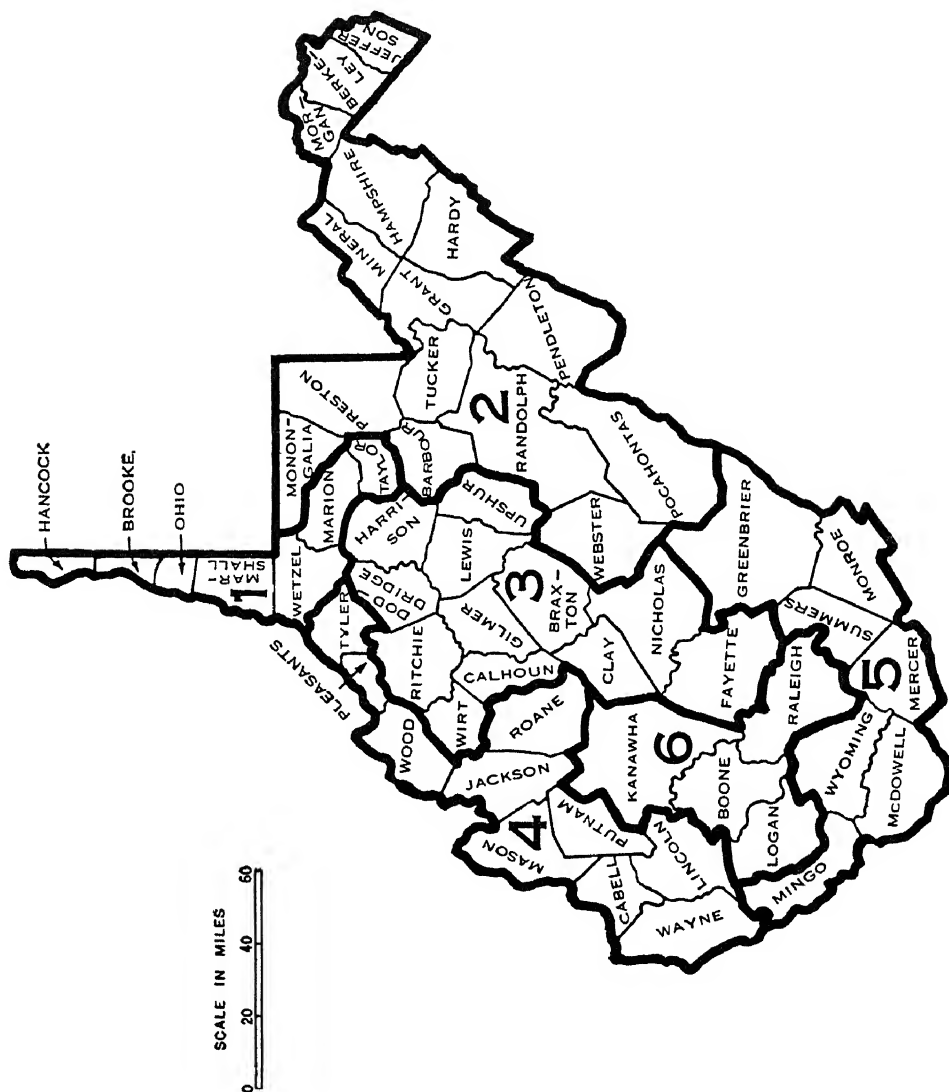 HANCOCK
BROOKE,
OHIO
MAR-
SHALL
1
WETZEL
MONON-
GALIA
PRESTON
MARION
TAYLOR
TYLER
PLEASANTS
DOD-
DRIDGE
HARRI-
SON
BARBOUR
TUCKER
MINERAL
GRANT
HAMPSHIRE
HARDY
MOR-
GAN
BERKE-
LEY
JEFFER
SON
PENDLETON
2
RANDOLPH
POCAHONTAS
UPSHUR
LEWIS
GILMER
RITCHIE
WOOD
WIRT
CALHOUN
3
BRAX-
TON
WEBSTER
CLAY
NICHOLAS
ROANE
JACKSON
4
MASON
PUTNAM
CABELL
LINCOLN
WAYNE
KANAWHA
6
BOONE
LOGAN
MINGO
FAYETTE
RALEIGH
GREENBRIER
SUMMERS
MONROE
5
MERCER
WYOMING
McDOWELL
SCALE IN MILES
0 20 40 60